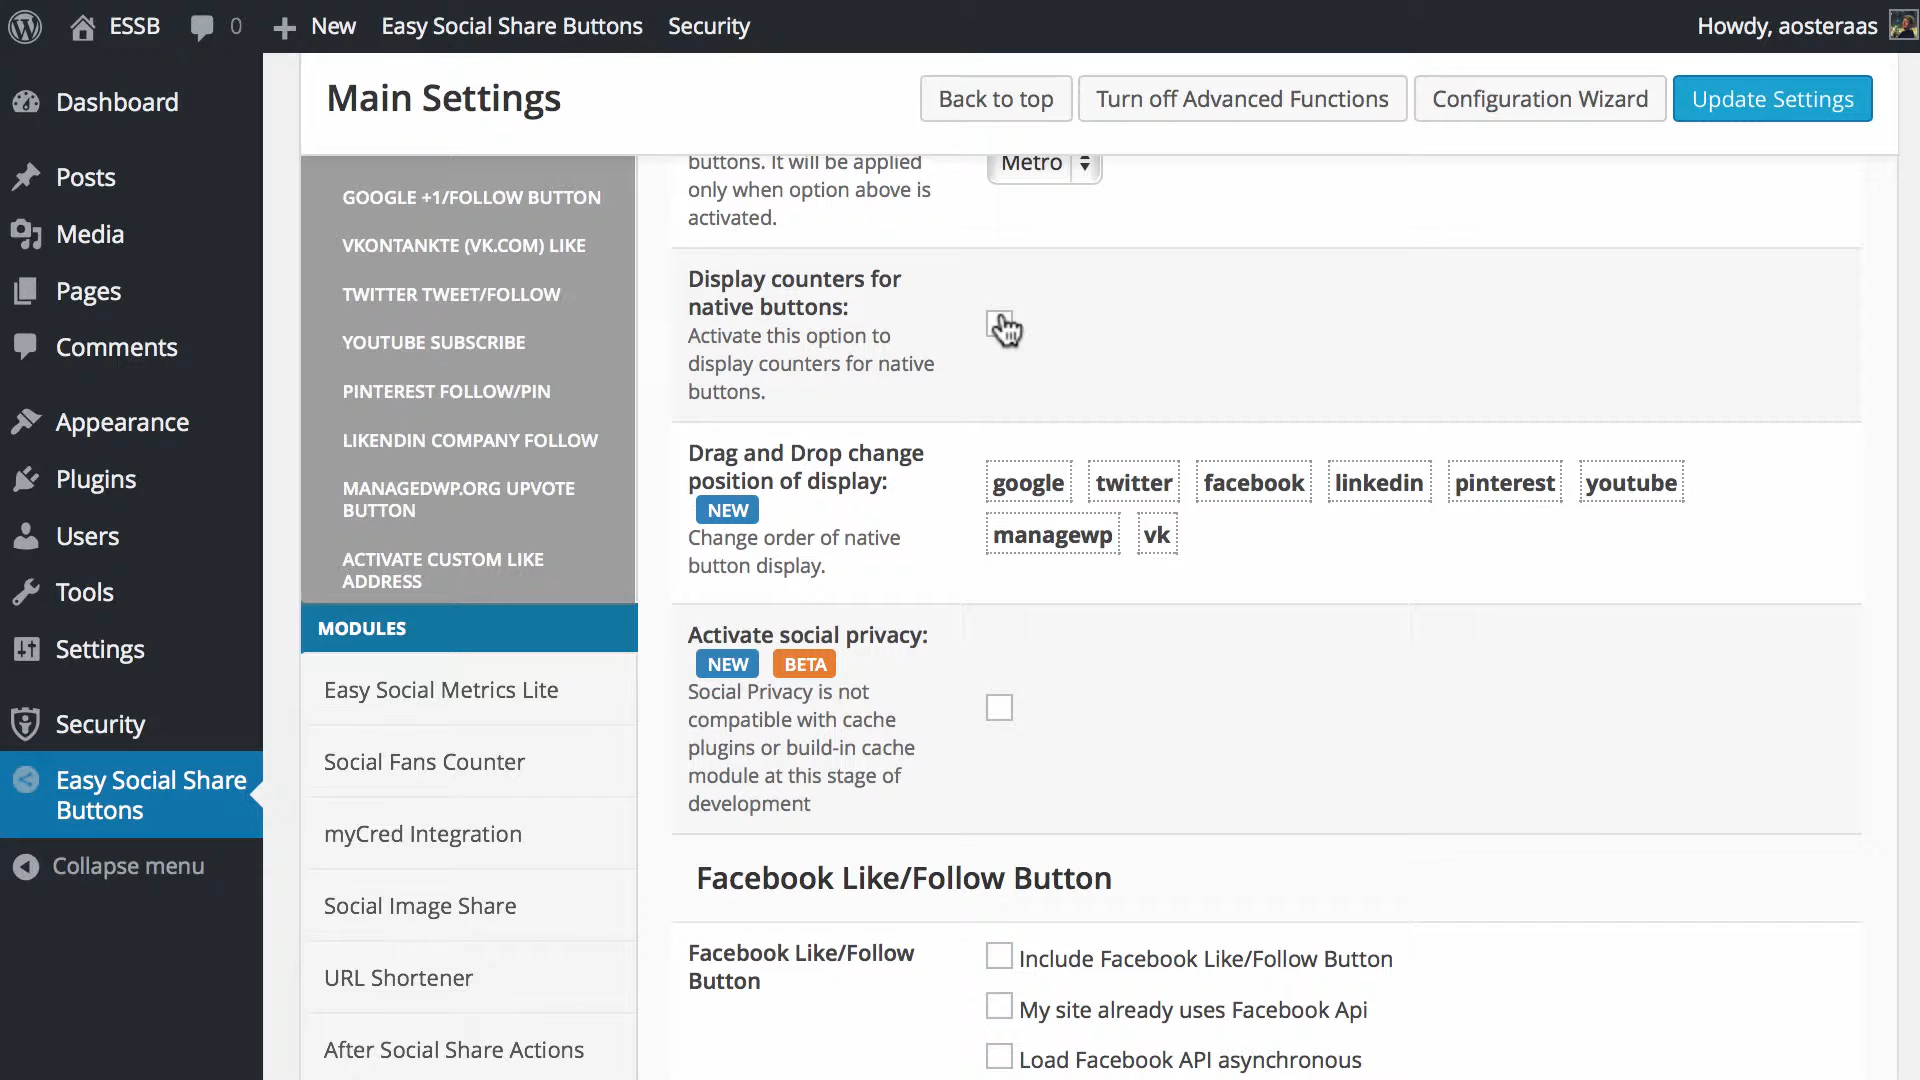 ESSB 0 New Easy Social Share Buttons Security Howdy, aosteraas
Dashboard
Posts
Media
Pages
Comments
Appearance
Plugins
Users
Tools
Settings
Security
Easy Social Share
Buttons
Collapse menu
Main Settings
Back to top Turn off Advanced Functions Configuration Wizard Update Settings
GOOGLE +1/FOLLOW BUTTON
VKONTANKTE (VK.COM) LIKE
TWITTER TWEET/FOLLOW
YOUTUBE SUBSCRIBE
PINTEREST FOLLOW/PIN
LIKENDIN COMPANY FOLLOW
MANAGEDWP.ORG UPVOTE
BUTTON
ACTIVATE CUSTOM LIKE
ADDRESS
MODULES
Easy Social Metrics Lite
Social Fans Counter
myCred Integration
Social Image Share
URL Shortener
After Social Share Actions
buttons. It will be applied
only when option above is
activated.
Metro
Display counters for
native buttons:
Activate this option to
display counters for native
buttons.
Drag and Drop change
position of display:
NEW
Change order of native
button display.
google twitter facebook linkedin pinterest youtube
managewp vk
Activate social privacy:
NEW BETA
Social Privacy is not
compatible with cache
plugins or build-in cache
module at this stage of
development
Facebook Like/Follow Button
Facebook Like/Follow
Button
Include Facebook Like/Follow Button
My site already uses Facebook Api
Load Facebook API asynchronous